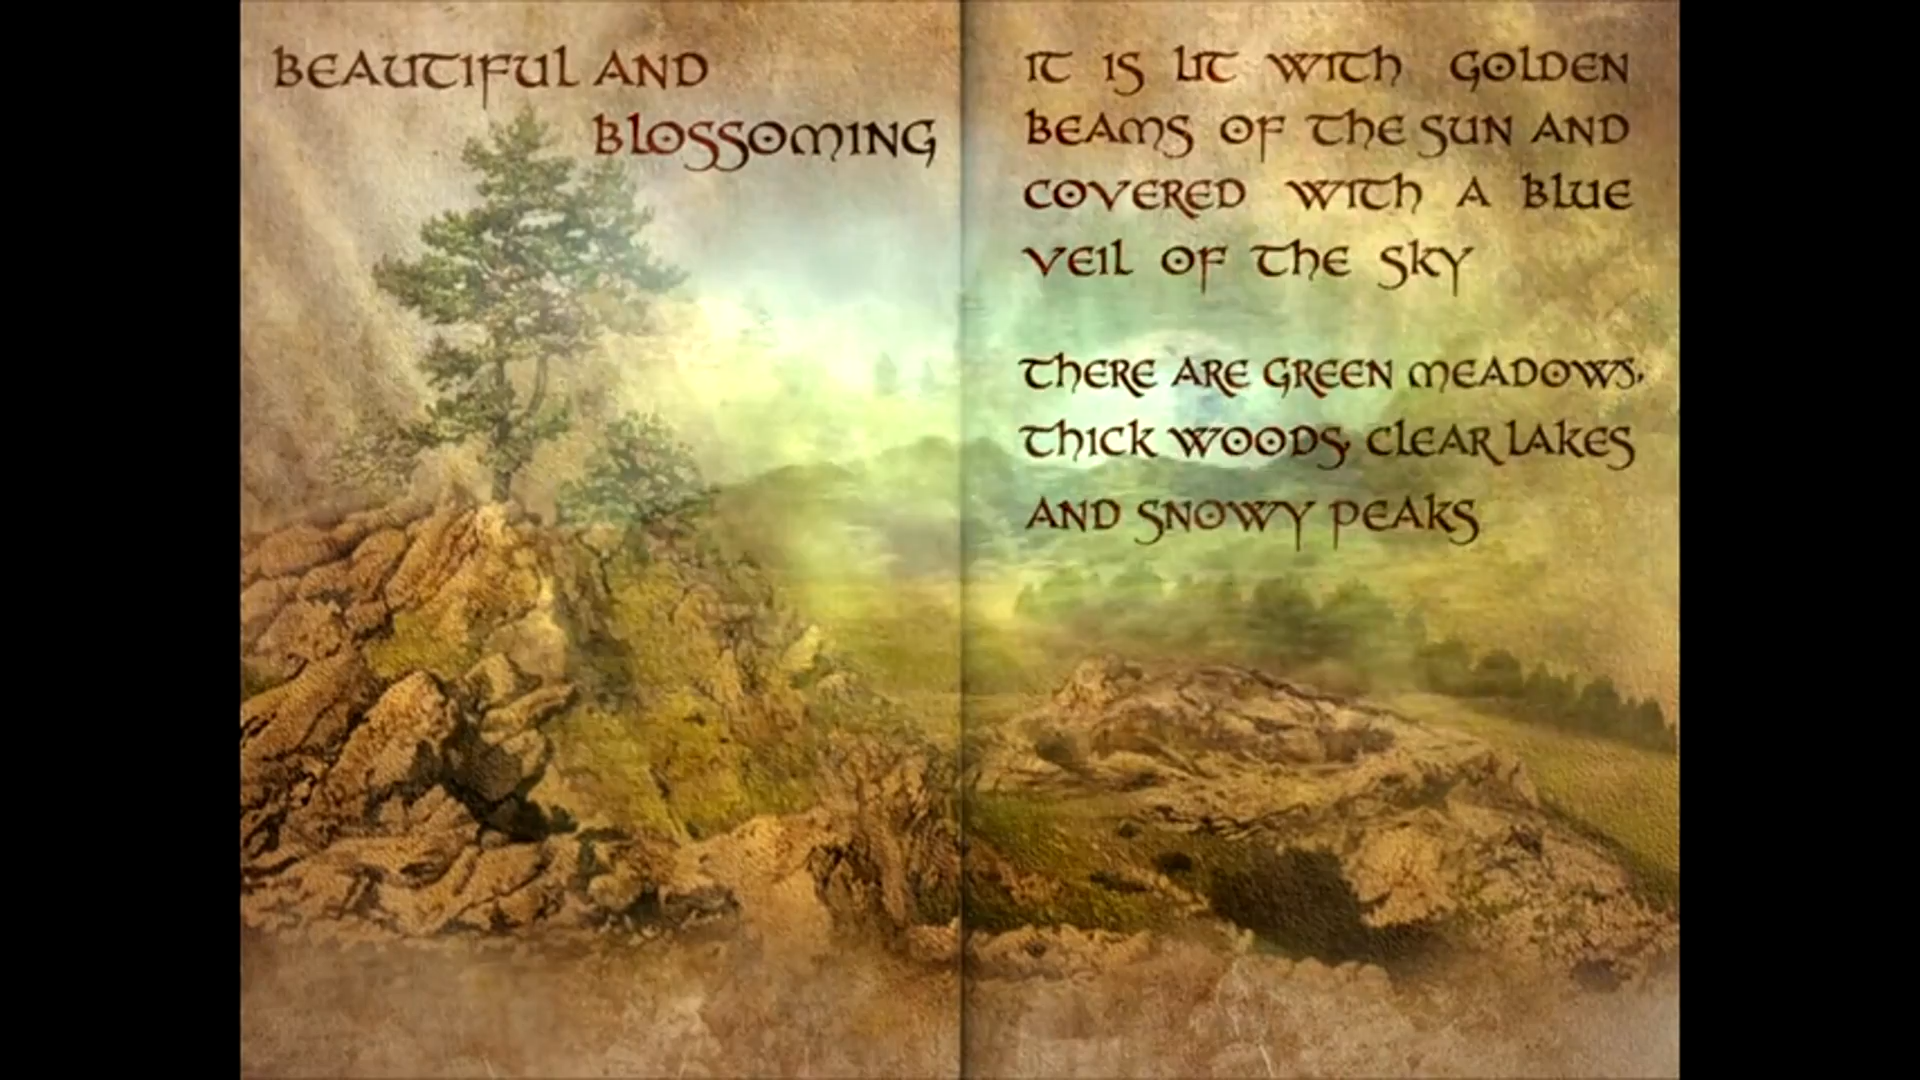 BEAUTIFUL AND
BLOSSOMING
IT IS LIT WITH GOLDEN
BEAMS OF THE SUN AND
COVERED WITH A BLUE
VEIL OF THE SKY
THERE ARE GREEN MEADOWS,
THICK WOODS, CLEAR LAKES
AND SNOWY PEAKS